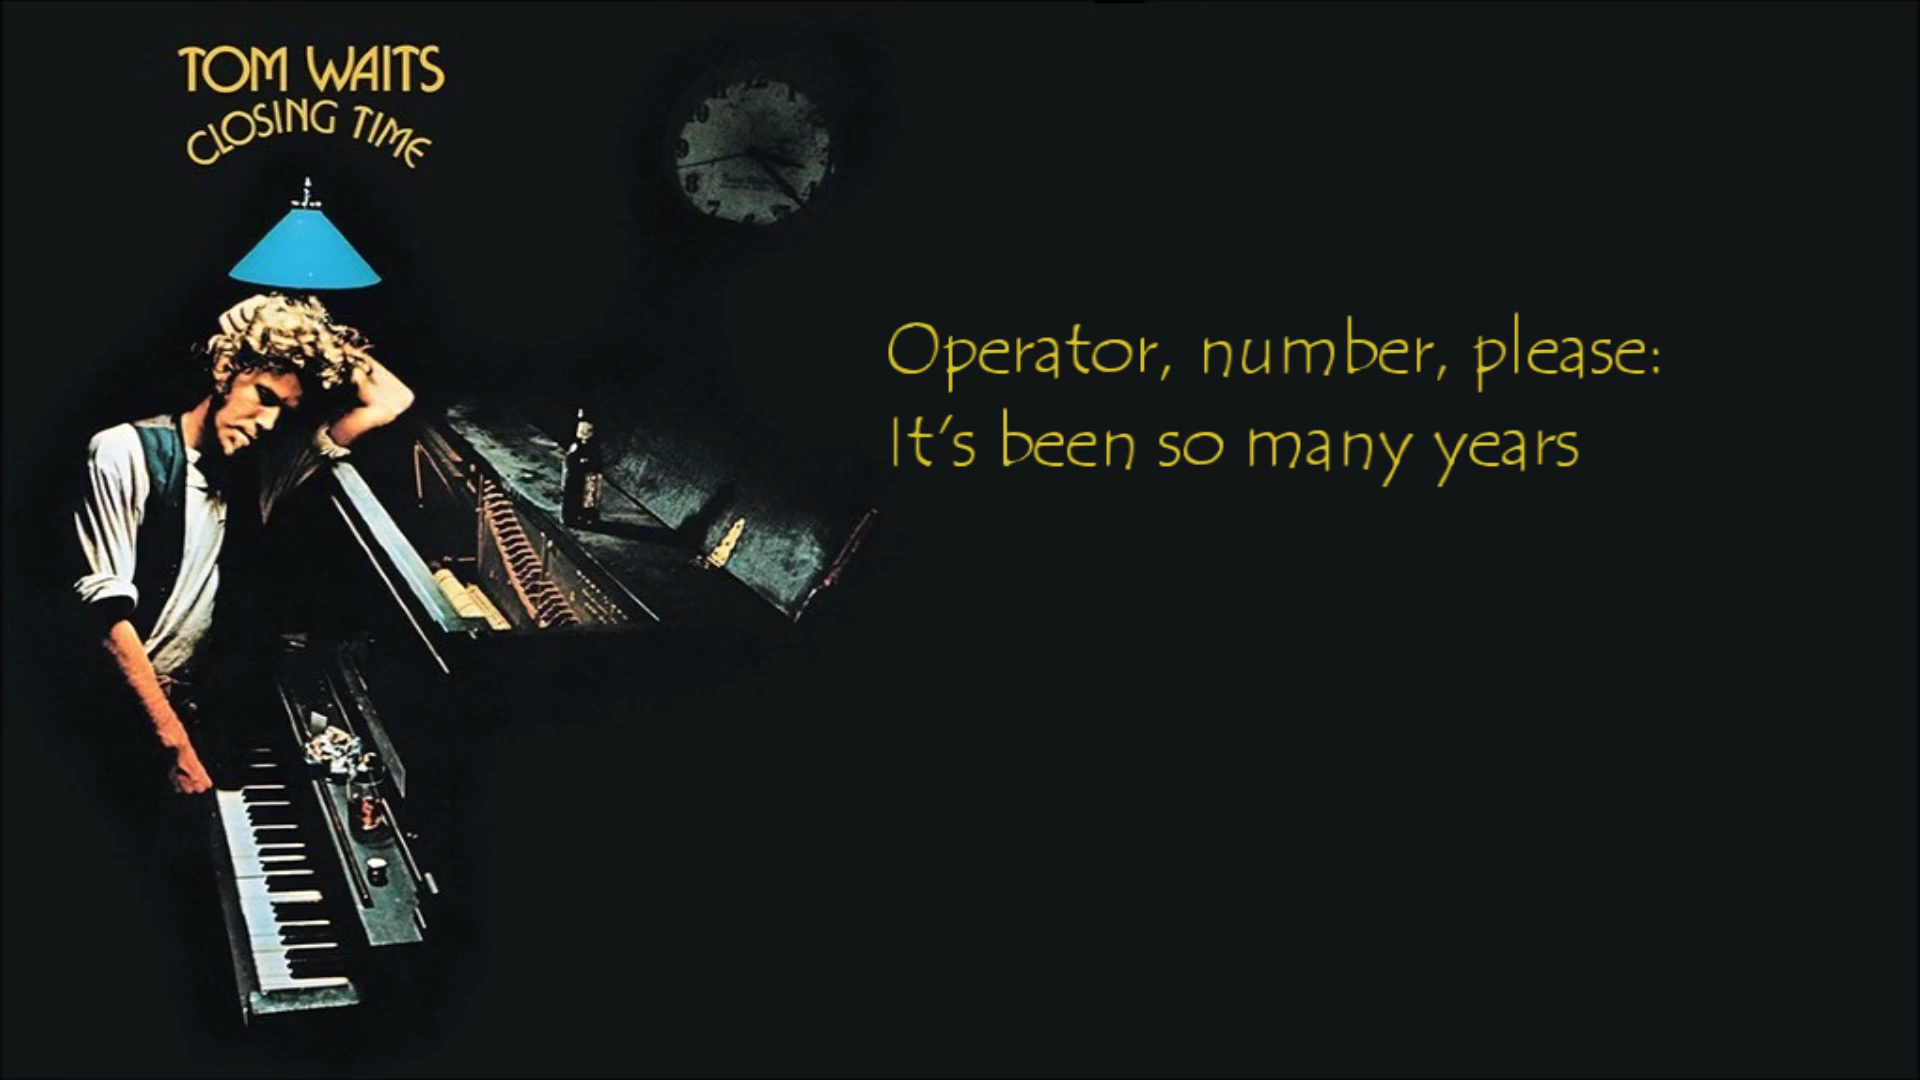 TOM WAITS
CLOSING TIME
Operator, number, please:
It's been so many years